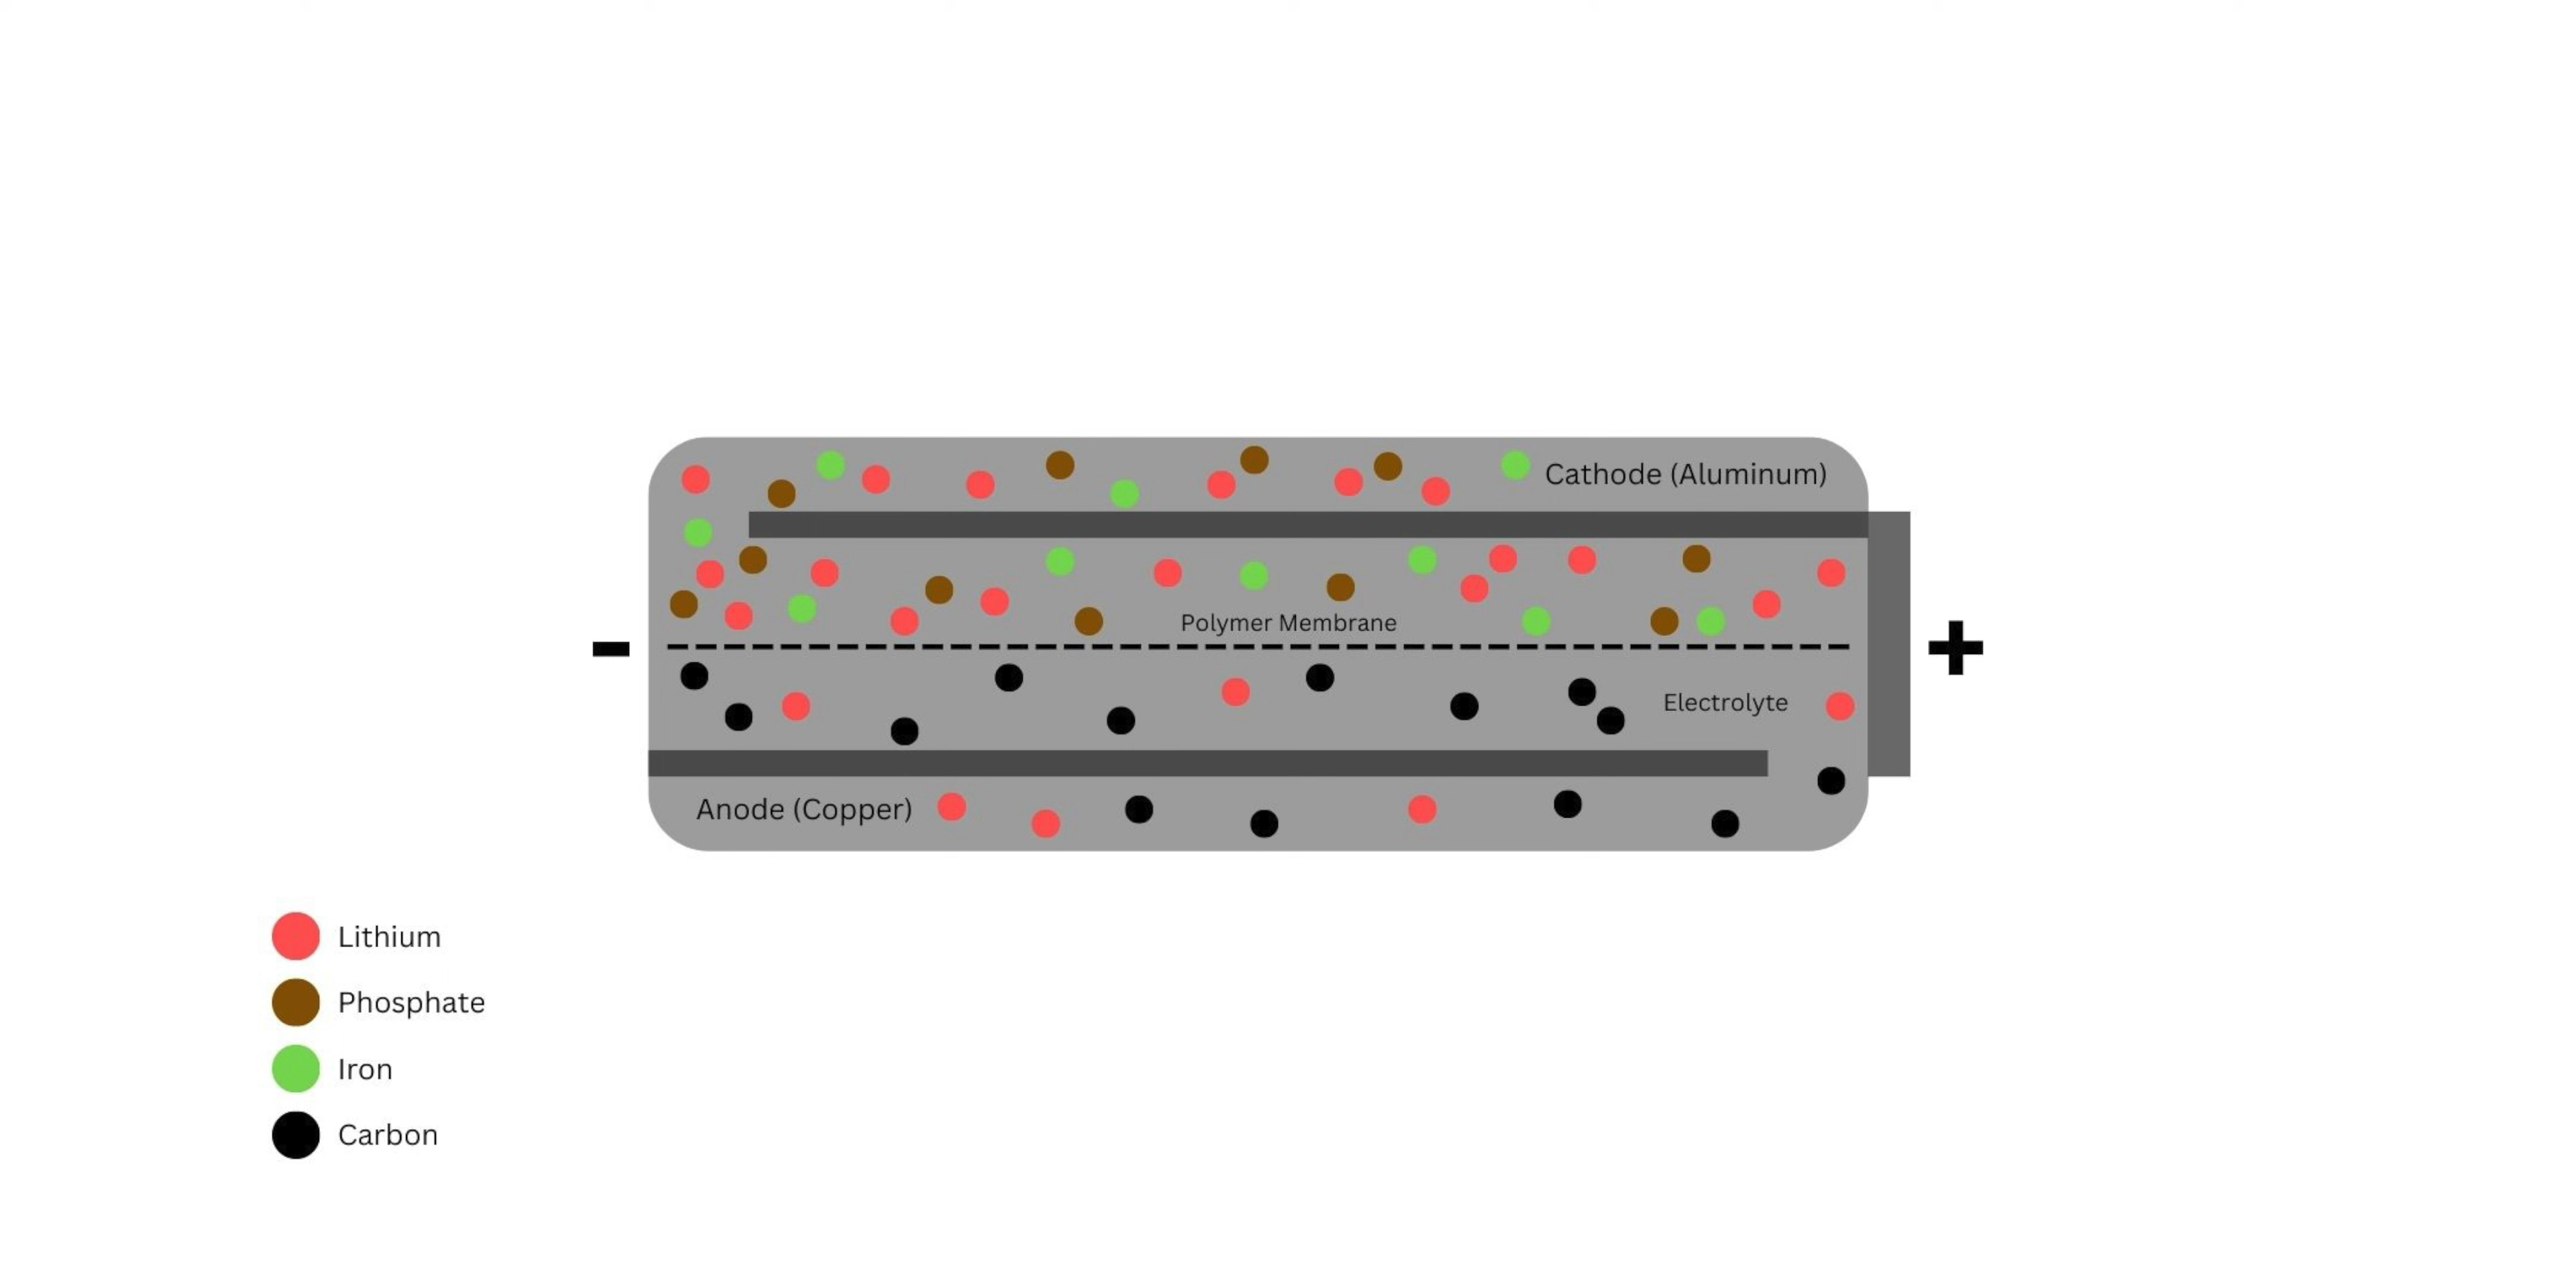 Cathode (Aluminum)
Polymer Membrane
-
+
Electrolyte
Anode (Copper)
Lithium
Phosphate
Iron
Carbon